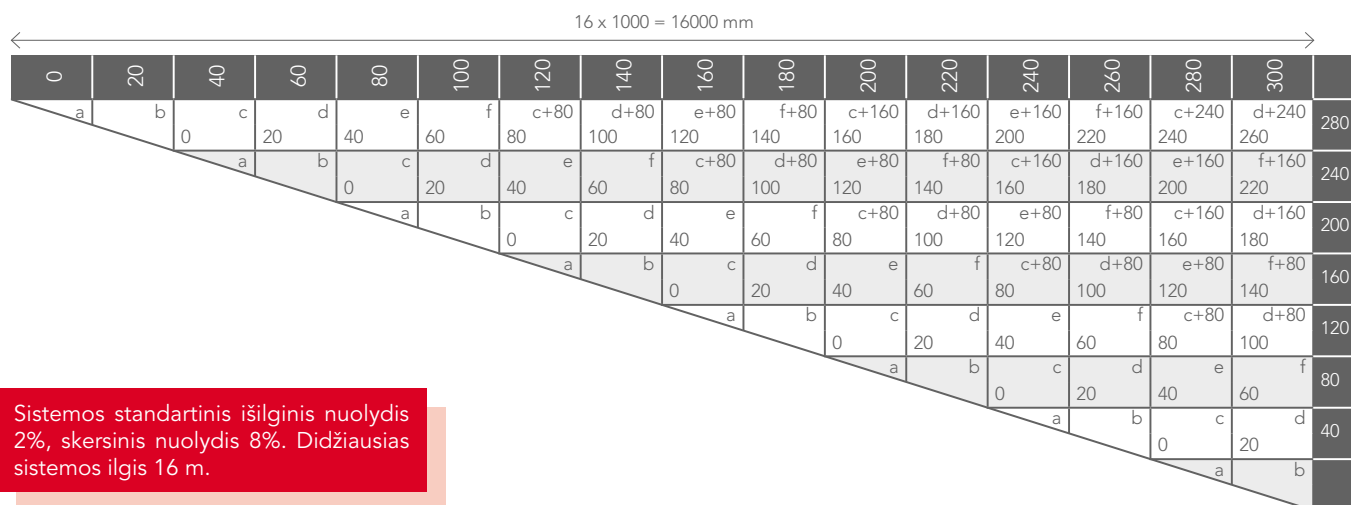 16 x 1000 = 16000 mm
0 20 40 60 80 100 120 140 160 180 200 220 240 260 280 300
a b c d e f c+80 d+80 e+80 f+80 c+160 d+160 e+160 f+160 c+240 d+240 280
0 20 40 60 80 100 120 140 160 180 200 220 240 260
a b c d e f c+80 d+80 e+80 f+80 c+160 d+160 e+160 f+160 240
0 20 40 60 80 100 120 140 160 180 200 220
a b c d e f c+80 d+80 e+80 f+80 c+160 d+160 200
0 20 40 60 80 100 120 140 160 180
a b c d e f c+80 d+80 e+80 f+80 160
0 20 40 60 80 100 120 140
a b c d e f c+80 d+80 120
0 20 40 60 80 100
a b c d e f 80
0 20 40 60
a b c d 40
0 20
a b
Sistemos standartinis išilginis nuolydis
2%, skersinis nuolydis 8%. Didžiausias
sistemos ilgis 16 m.